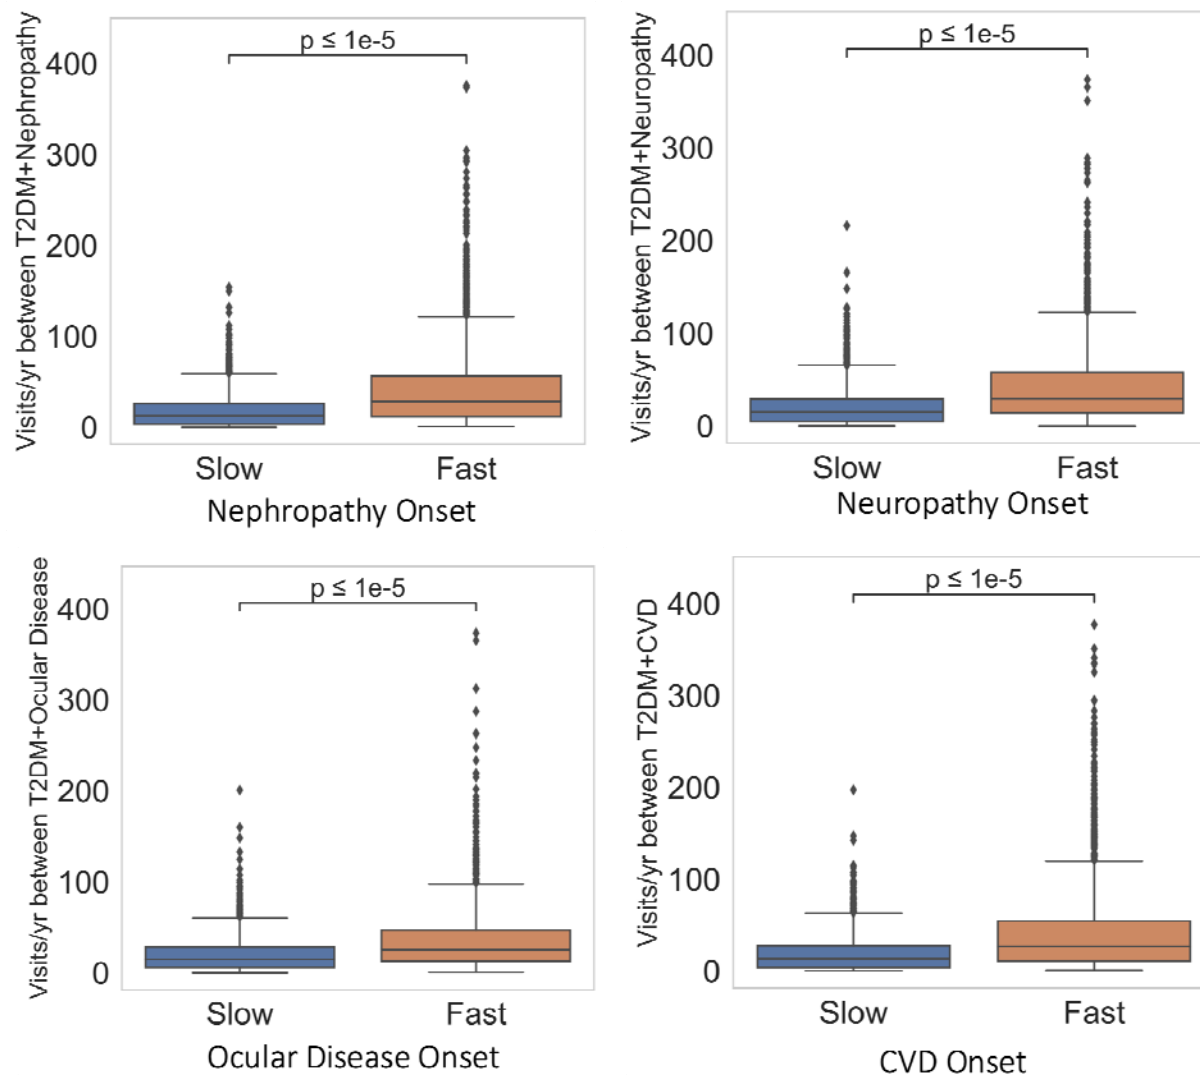 p ≤ 1e-5
Visits/yr between T2DM+Nephropathy
400
300
200
100
0
Slow Fast
Nephropathy Onset
p ≤ 1e-5
Visits/yr between T2DM+Neuropathy
400
300
200
100
0
Slow Fast
Neuropathy Onset
p ≤ 1e-5
Visits/yr between T2DM+Ocular Disease
400
300
200
100
0
Slow Fast
Ocular Disease Onset
p ≤ 1e-5
Visits/yr between T2DM+CVD
400
300
200
100
0
Slow Fast
CVD Onset